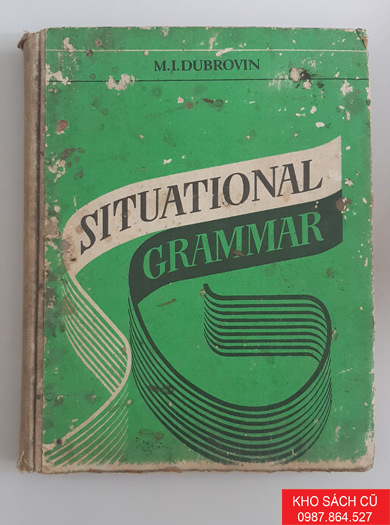 M.I.DUBROVIN
SITUATIONAL
GRAMMAR
KHO SÁCH CŨ
0987.864.527